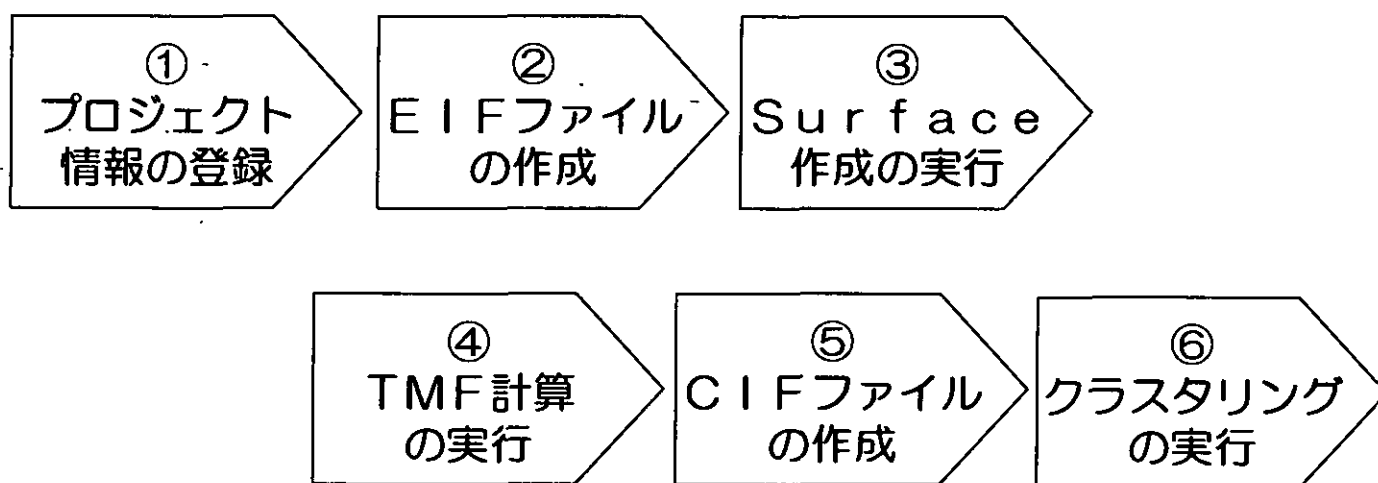 ①
プロジェクト
情報の登録
②
EIFファイル
の作成
③
Surface
作成の実行
④
TMF計算
の実行
⑤
CIFファイル
の作成
⑥
クラスタリング
の実行